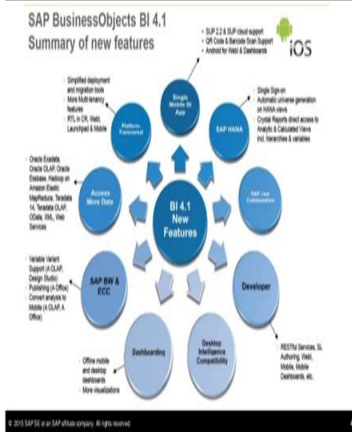 SAP BusinessObjects BI 4.1
Summary of new features
• SUP 2.2 & SUP cloud support
• QR Code & Barcode Scan Support
• Android for Webi & Dashboards
iOS
• Simplified deployment
and migration tools
• More Multi-tenancy
features
• RTL in CR, Webi,
Launchpad & Mobile
Single
Mobile BI
App
Platform
Transversal
SAP HANA
• Single Sign-on
• Automatic universe generation
on HANA views
• Crystal Reports direct access to
Analytic & Calculated Views
incl. hierarchies & variables
• Oracle Exadata,
Oracle OLAP, Oracle
Essbase, Hadoop on
Amazon Elastic
MapReduce, Teradata
14, Teradata OLAP,
OData, XML, Web
Services
Access
More Data
BI 4.1
New
Features
SAP Jam
Collaboration
• Variable Variant
Support (A OLAP,
Design Studio)
• Publishing (A Office)
• Convert analysis to
Mobile (A OLAP, A
Office)
SAP BW &
ECC
Developer
• RESTful Services, SL
Authoring, Webi,
Mobile, Mobile
Dashboards, etc.
Dashboarding
Desktop
Intelligence
Compatibility
• Offline mobile
and desktop
dashboards
• More visualizations
© 2015 SAP SE or an SAP affiliate company. All rights reserved.